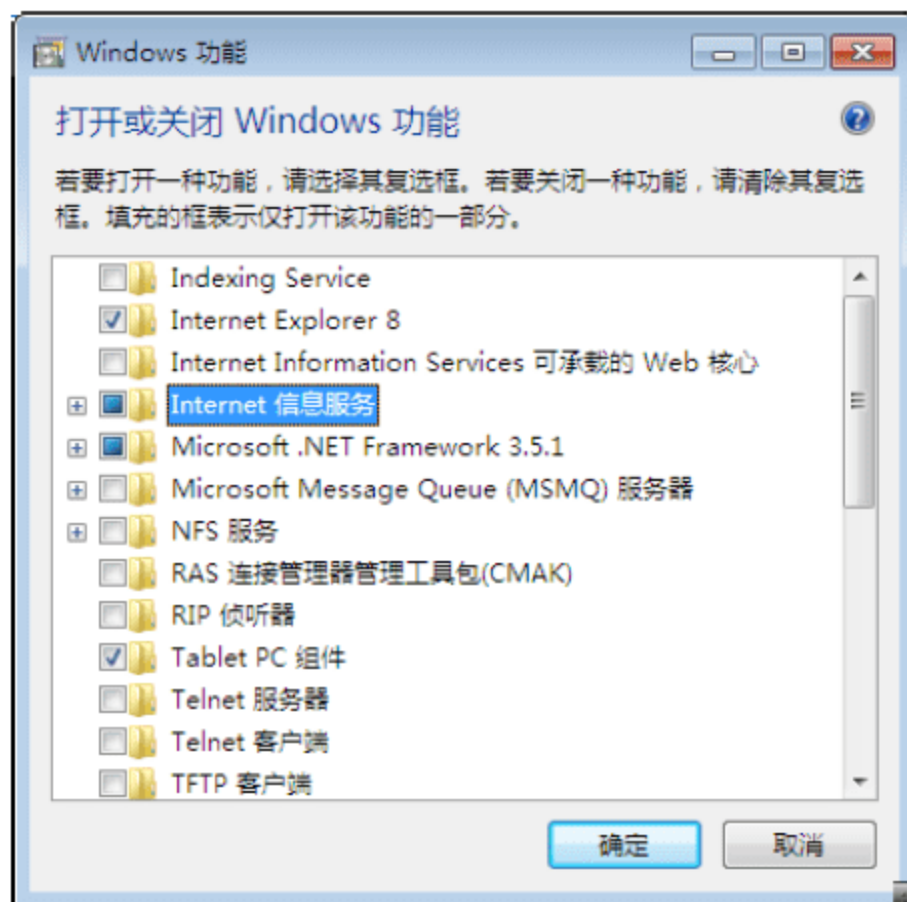 Windows 功能
打开或关闭 Windows 功能
若要打开一种功能，请选择其复选框。若要关闭一种功能，请清除其复选
框。填充的框表示仅打开该功能的一部分。
Indexing Service
Internet Explorer 8
Internet Information Services 可承载的 Web 核心
Internet 信息服务
Microsoft .NET Framework 3.5.1
Microsoft Message Queue (MSMQ) 服务器
NFS 服务
RAS 连接管理器管理工具包(CMAK)
RIP 侦听器
Tablet PC 组件
Telnet 服务器
Telnet 客户端
TFTP 客户端
确定 取消